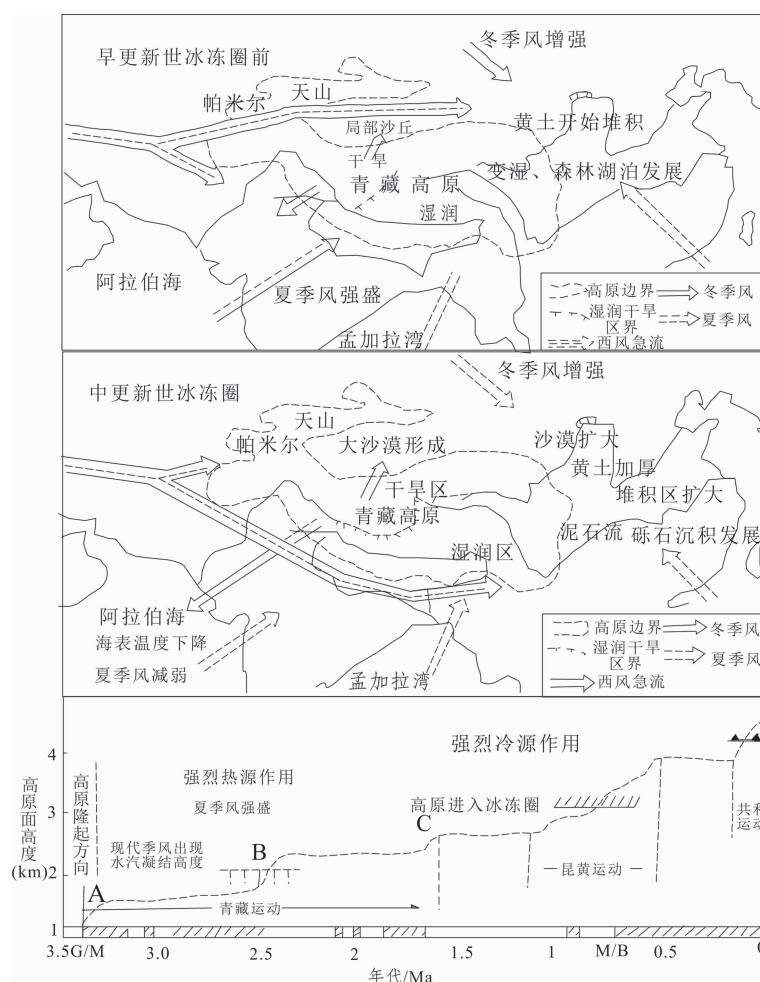 早更新世冰冻圈前
冬季风增强
天山
帕米尔
局部沙丘
黄土开始堆积
干旱
青藏高原
变湿、森林湖泊发展
湿润
阿拉伯海
夏季风强盛
孟加拉湾
高原边界
冬季风
湿润干旱
区界
夏季风
西风急流
中更新世冰冻圈
冬季风增强
天山
帕米尔
大沙漠形成
沙漠扩大
黄土加厚
堆积区扩大
干旱区
青藏高原
泥石流
砾石沉积发展
湿润区
阿拉伯海
海表温度下降
夏季风减弱
孟加拉湾
高原边界
冬季风
湿润干旱
区界
夏季风
西风急流
高原面高度
(km)
4
3
2
1
高原隆起方向
强烈热源作用
夏季风强盛
强烈冷源作用
高原进入冰冻圈
现代季风出现
水汽凝结高度
A
B
C
青藏运动
昆黄运动
共和
运动
3.5
G/M
3.0
2.5
2
1.5
1
M/B
0.5
年代/Ma